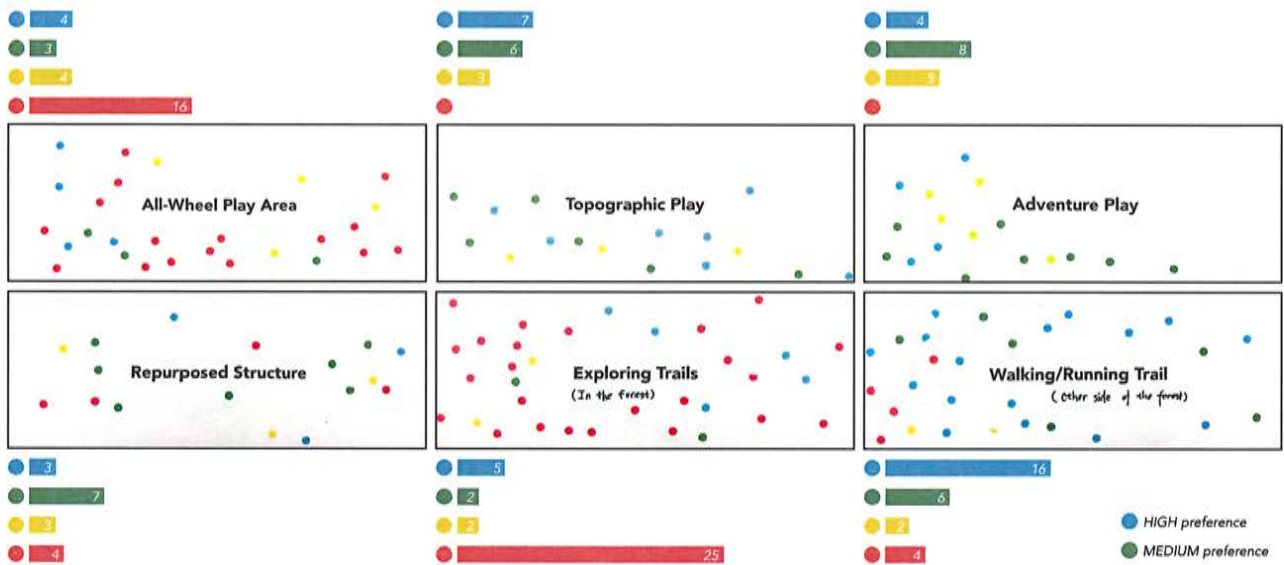 4
3
4
16
7
6
3
4
8
5
All-Wheel Play Area
Topographic Play
Adventure Play
Repurposed Structure
Exploring Trails
(In the forest)
Walking/Running Trail
(Other side of the forest)
3
7
3
4
5
2
2
25
16
6
2
4
HIGH preference
MEDIUM preference